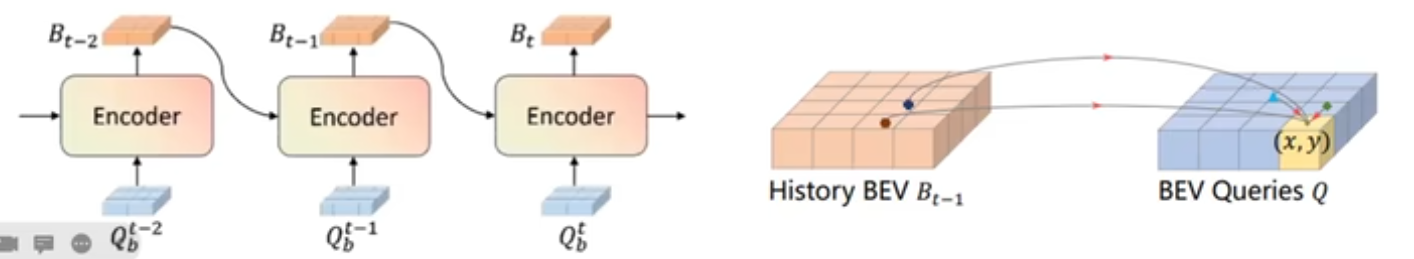 B_{t-2} B_{t-1} B_t
Encoder Encoder Encoder
(x, y)
History BEV B_{t-1} BEV Queries Q
Q_b^{t-2} Q_b^{t-1} Q_b^t